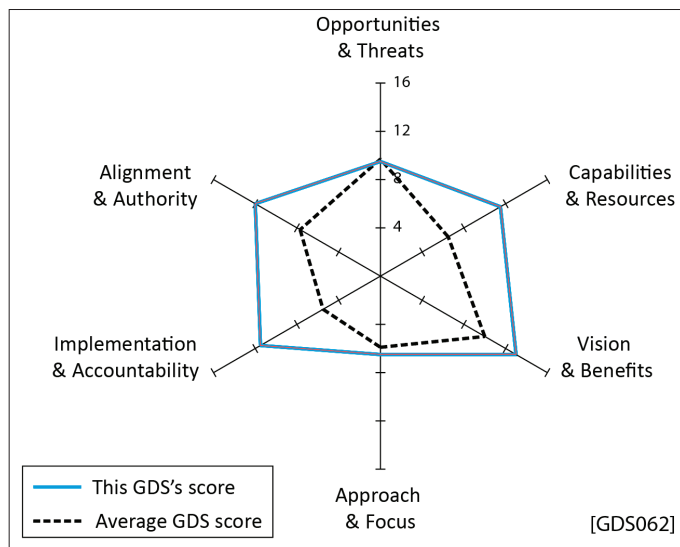 Opportunities
& Threats
16
12
8
4
Alignment
& Authority
Capabilities
& Resources
Implementation
& Accountability
Vision
& Benefits
Approach
& Focus
This GDS's score
Average GDS score
[GDS062]